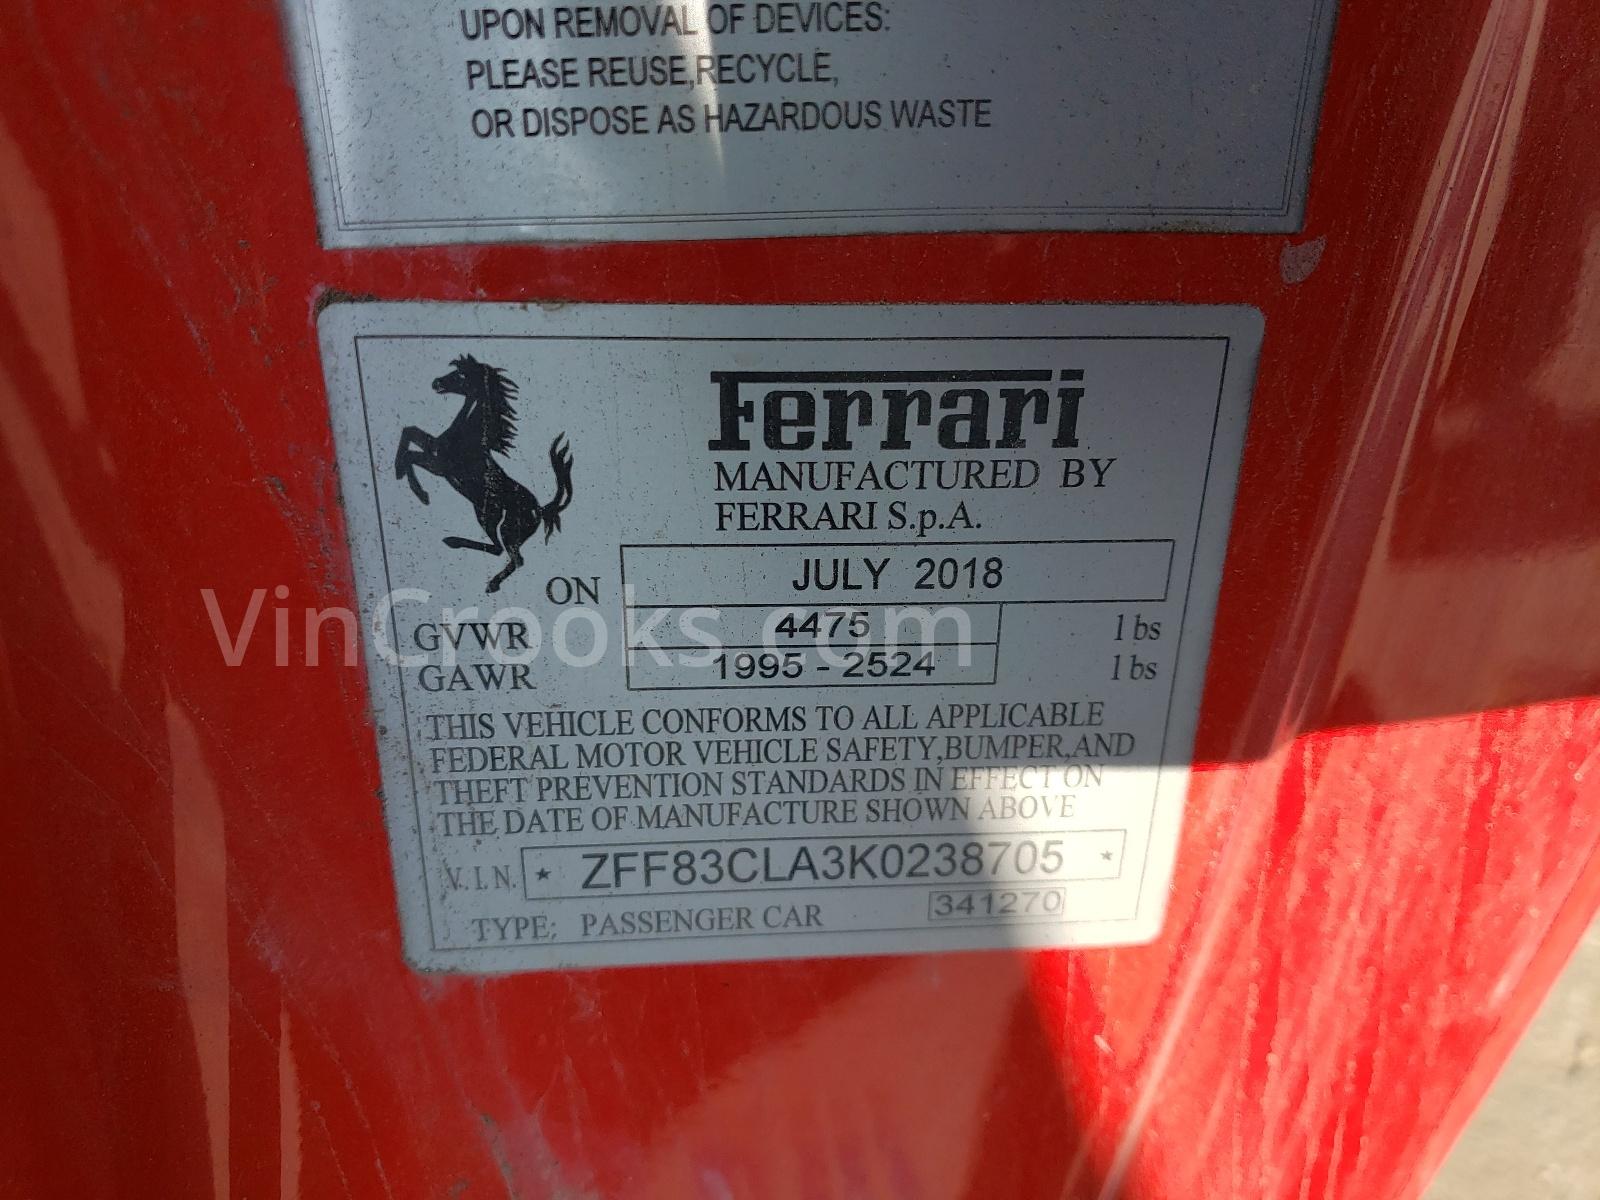 UPON REMOVAL OF DEVICES:
PLEASE REUSE,RECYCLE,
OR DISPOSE AS HAZARDOUS WASTE
Ferrari
MANUFACTURED BY
FERRARI S.p.A.
ON JULY 2018
GVWR 4475 lbs
GAWR 1995 - 2524 lbs
VinCrooks.com
THIS VEHICLE CONFORMS TO ALL APPLICABLE
FEDERAL MOTOR VEHICLE SAFETY,BUMPER,AND
THEFT PREVENTION STANDARDS IN EFFECT ON
THE DATE OF MANUFACTURE SHOWN ABOVE
V.I.N. * ZFF83CLA3K0238705 *
TYPE: PASSENGER CAR 341270